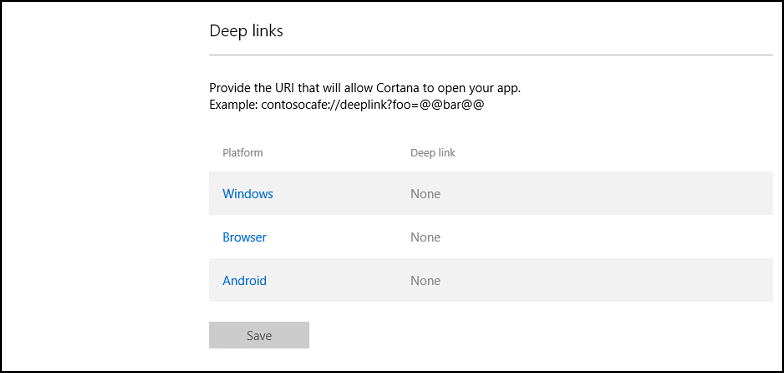 Deep links
Provide the URI that will allow Cortana to open your app.
Example: contosocafe://deeplink?foo=@@bar@@
Platform Deep link
Windows None
Browser None
Android None
Save